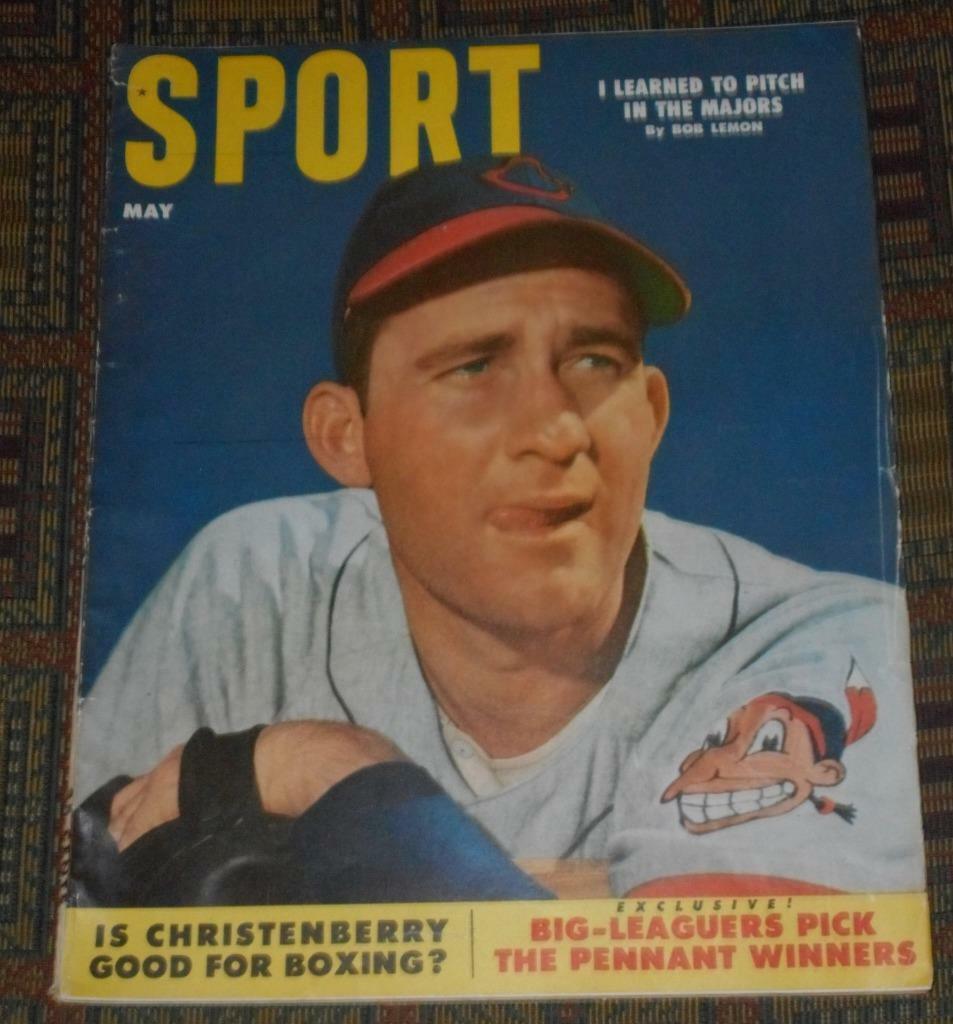 SPORT
MAY
I LEARNED TO PITCH
IN THE MAJORS
By BOB LEMON
IS CHRISTENBERRY
GOOD FOR BOXING?
EXCLUSIVE!
BIG-LEAGUERS PICK
THE PENNANT WINNERS